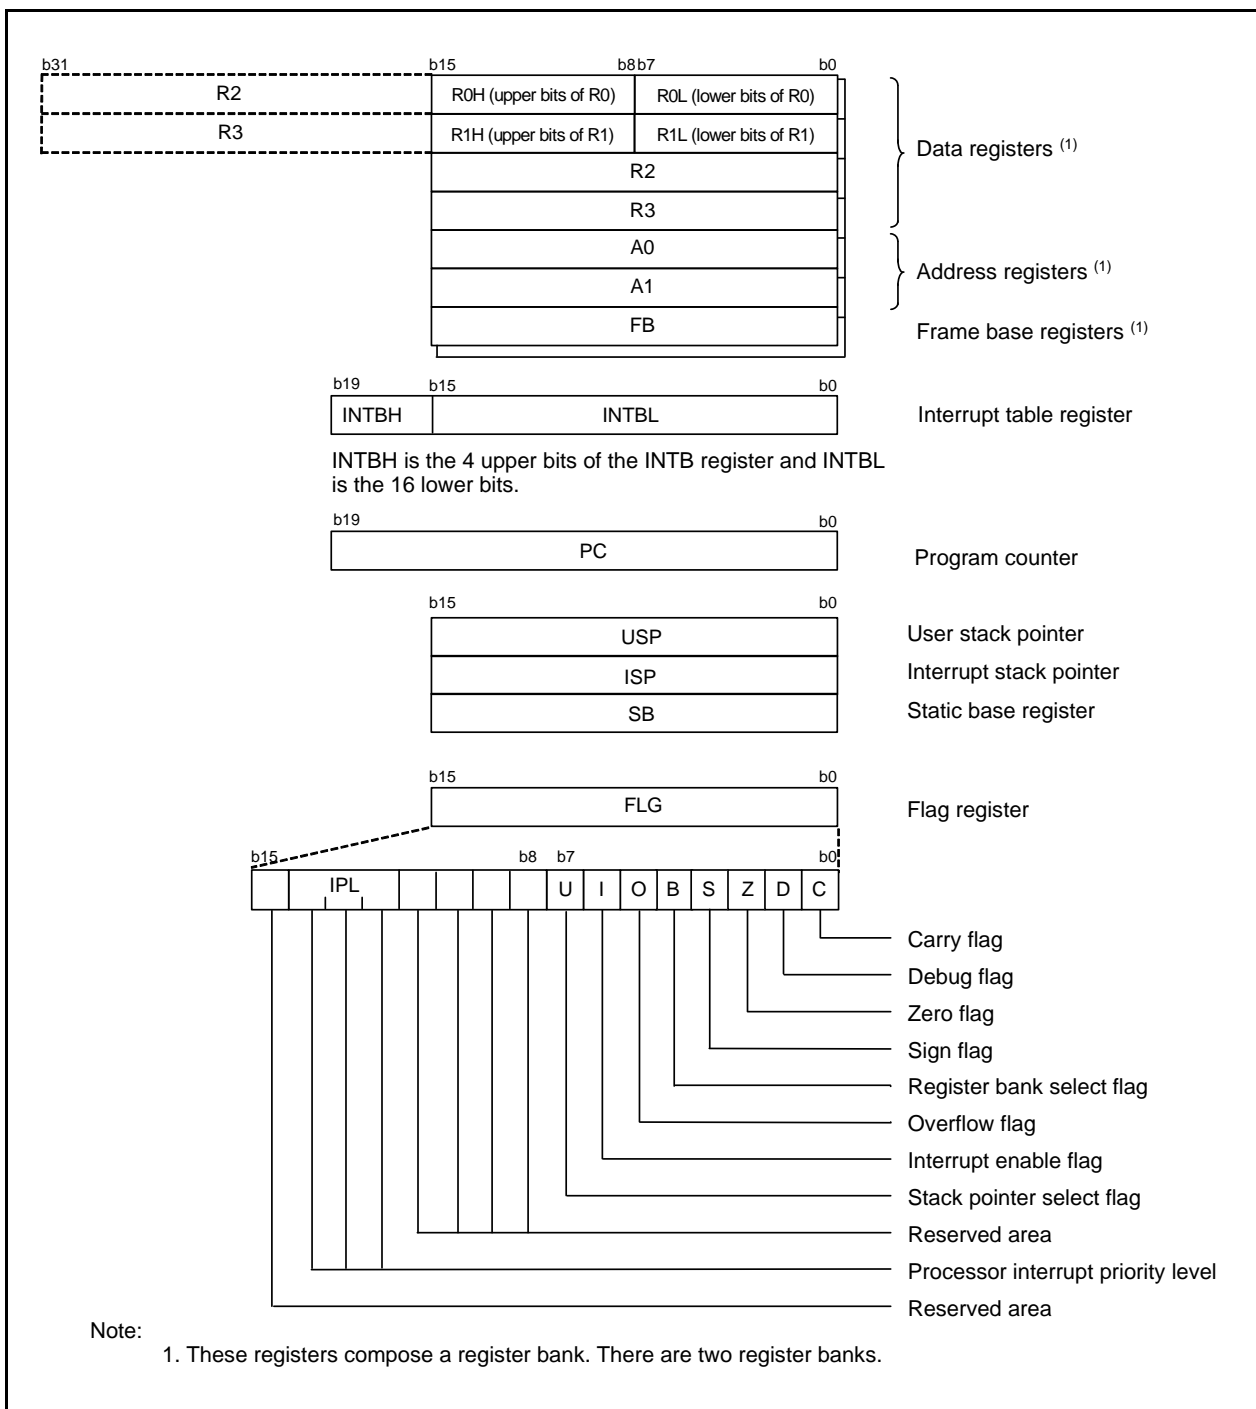 b31 b15 b8b7 b0
R2 R0H (upper bits of R0) R0L (lower bits of R0)
R3 R1H (upper bits of R1) R1L (lower bits of R1)
Data registers (1)
R2
R3
A0
Address registers (1)
A1
FB Frame base registers (1)
b19 b15 b0
INTBH INTBL Interrupt table register
INTBH is the 4 upper bits of the INTB register and INTBL
is the 16 lower bits.
b19 b0
PC Program counter
b15 b0
USP User stack pointer
ISP Interrupt stack pointer
SB Static base register
b15 b0
FLG Flag register
b15 b8 b7 b0
IPL U I O B S Z D C
Carry flag
Debug flag
Zero flag
Sign flag
Register bank select flag
Overflow flag
Interrupt enable flag
Stack pointer select flag
Reserved area
Processor interrupt priority level
Reserved area
Note:
1. These registers compose a register bank. There are two register banks.